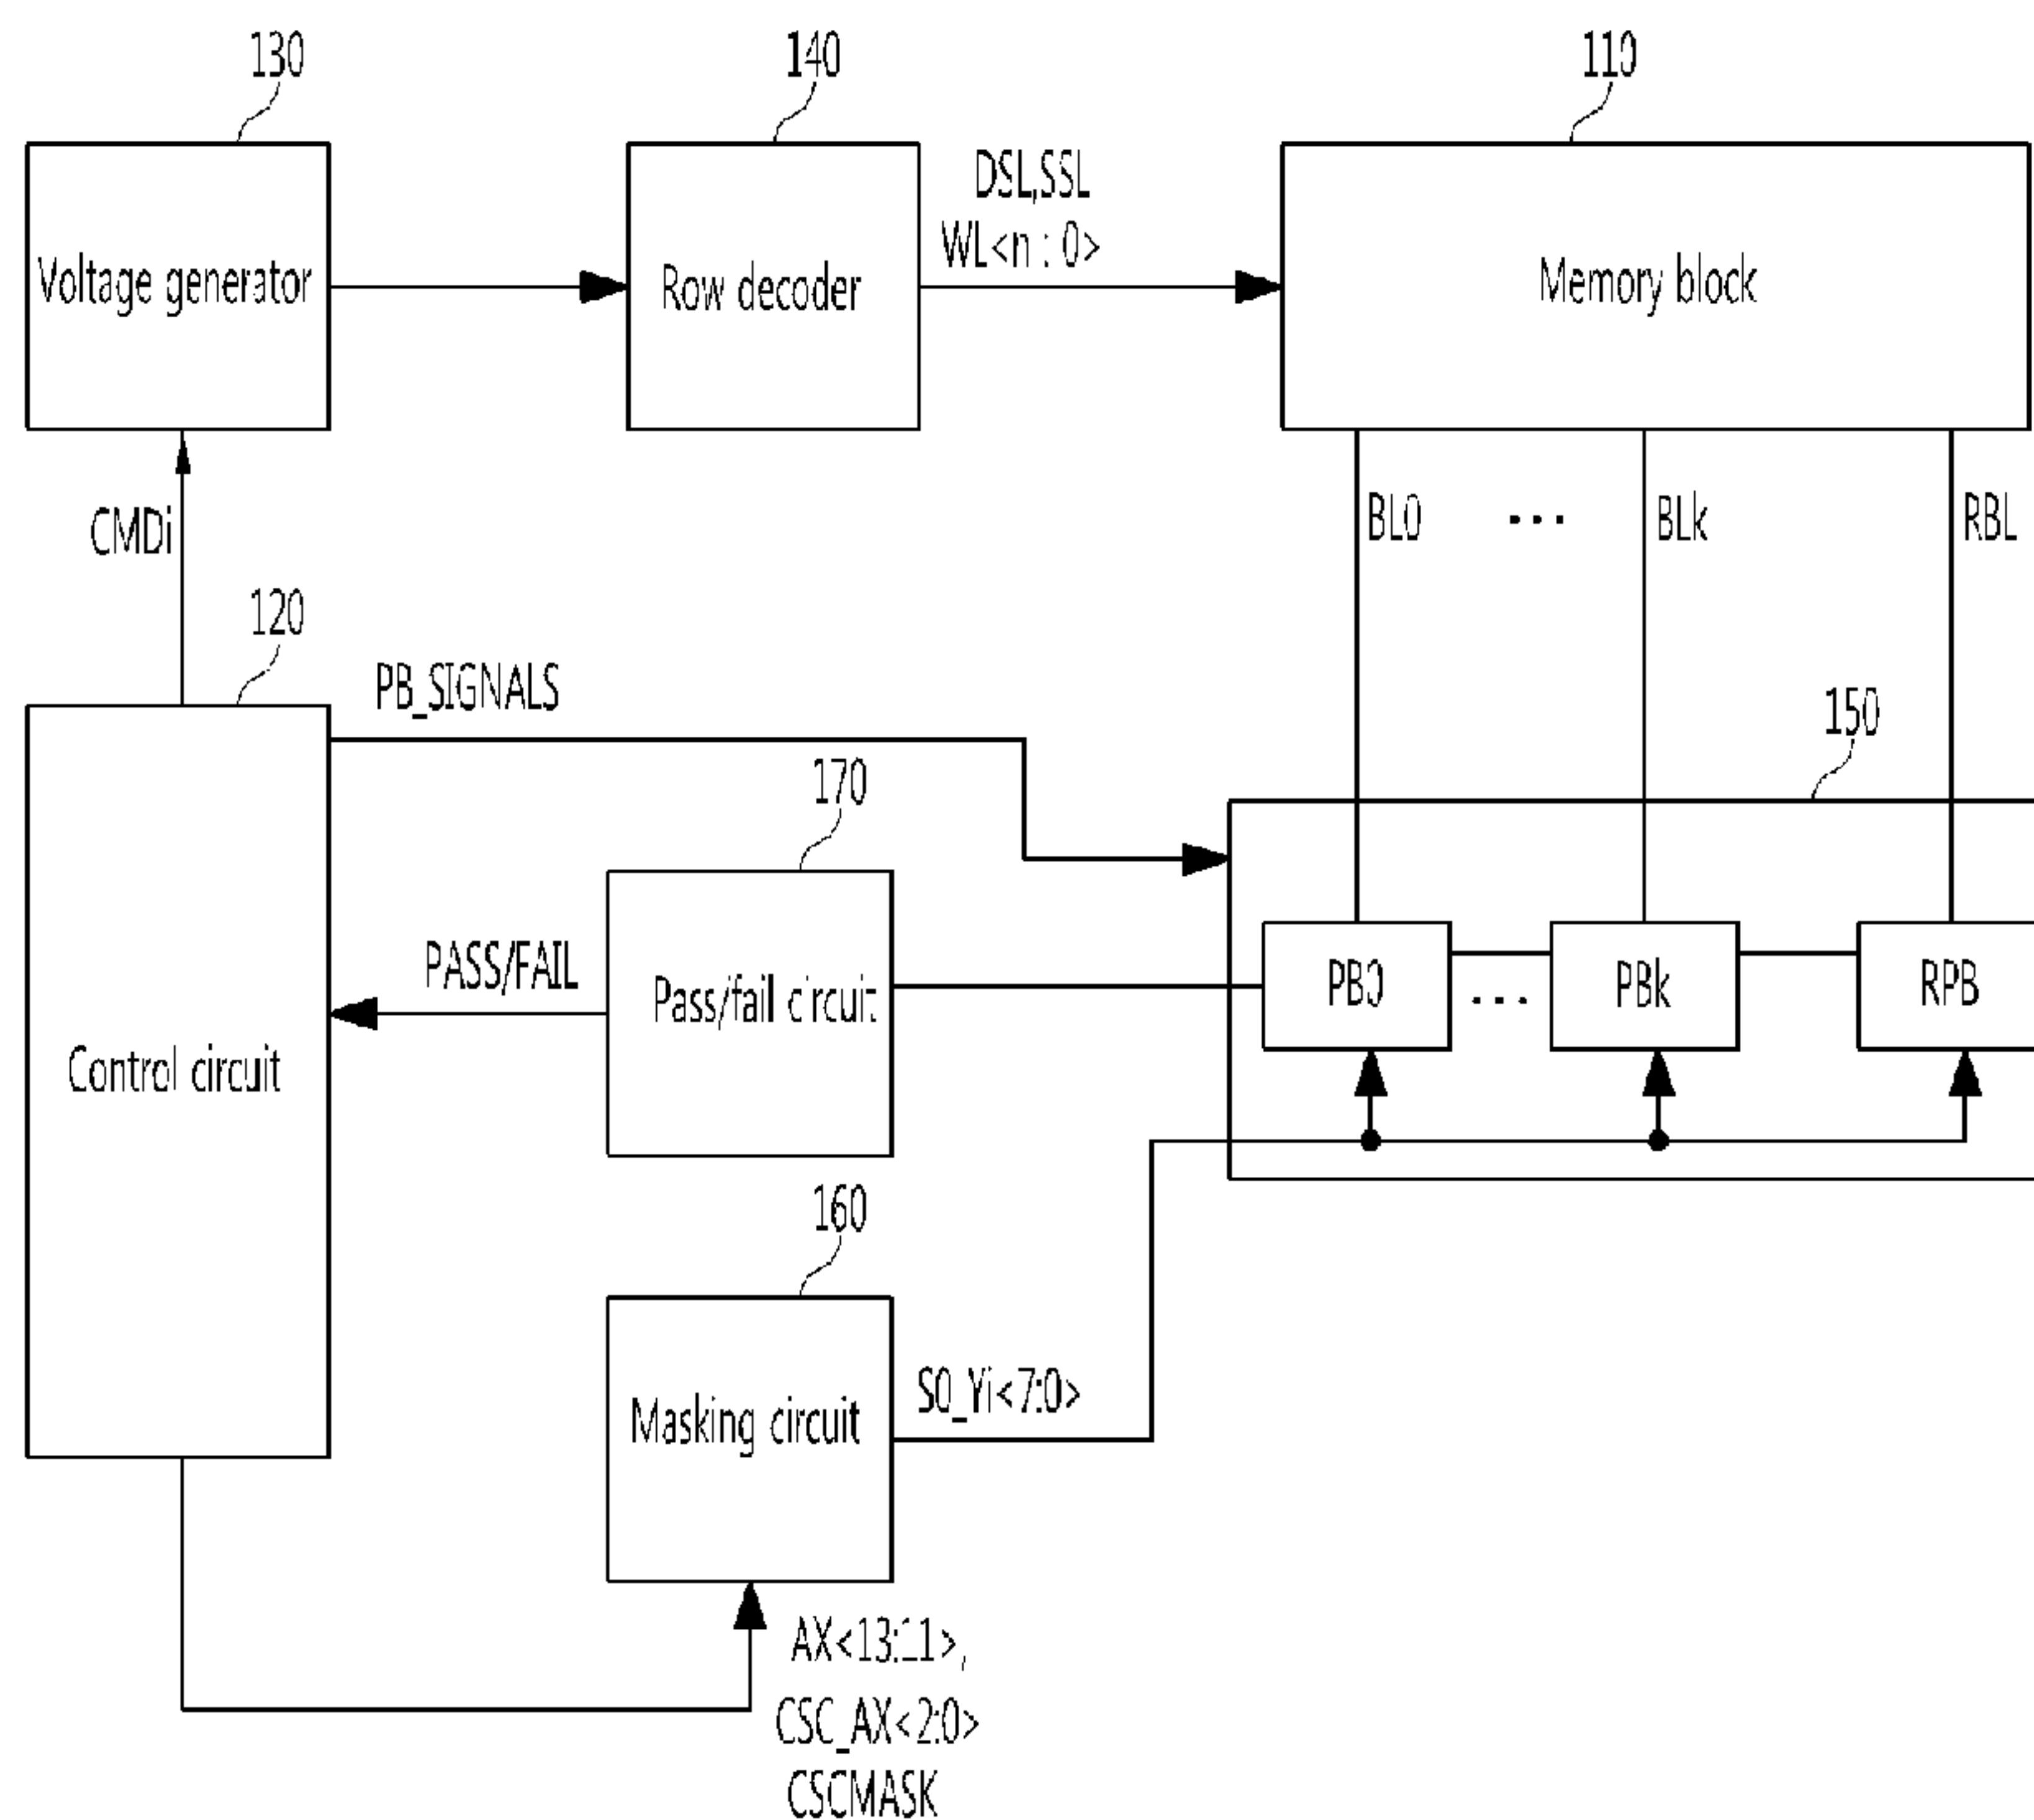 130
140
110
Voltage generator
Row decoder
DSL,SSL
WL<n : 0>
Memory block
CMDi
BL0
...
BLk
RBL
120
PB_SIGNALS
150
170
Control circuit
PASS/FAIL
Pass/fail circuit
PB0
...
PBk
RPB
160
Masking circuit
S0_Yi<7:0>
AX<13:11>,
CSC_AX<2:0>
CSCMASK